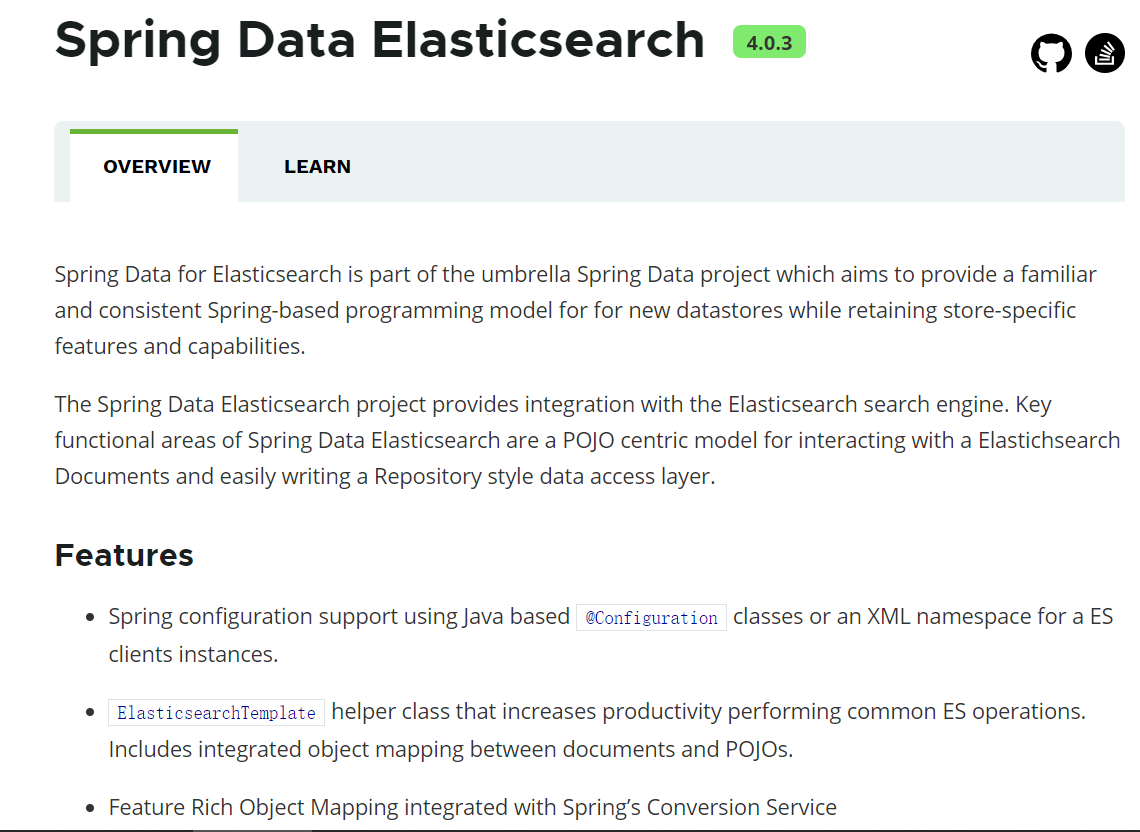 Spring Data Elasticsearch 4.0.3
OVERVIEW LEARN
Spring Data for Elasticsearch is part of the umbrella Spring Data project which aims to provide a familiar
and consistent Spring-based programming model for for new datastores while retaining store-specific
features and capabilities.
The Spring Data Elasticsearch project provides integration with the Elasticsearch search engine. Key
functional areas of Spring Data Elasticsearch are a POJO centric model for interacting with a Elastichsearch
Documents and easily writing a Repository style data access layer.
Features
• Spring configuration support using Java based @Configuration classes or an XML namespace for a ES
clients instances.
• ElasticsearchTemplate helper class that increases productivity performing common ES operations.
Includes integrated object mapping between documents and POJOs.
• Feature Rich Object Mapping integrated with Spring’s Conversion Service